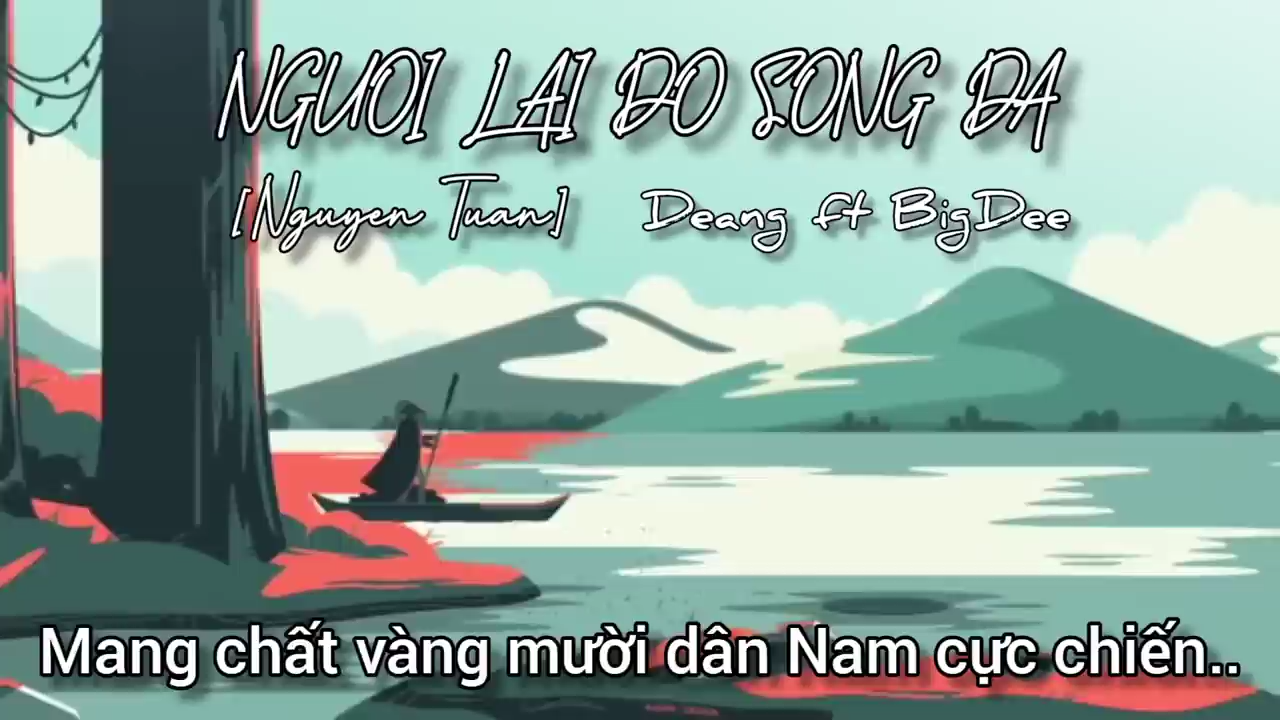 NGUOI LAI DO SONG DA
[Nguyen Tuan] Deang ft BigDee
Mang chất vàng mười dân Nam cực chiến..